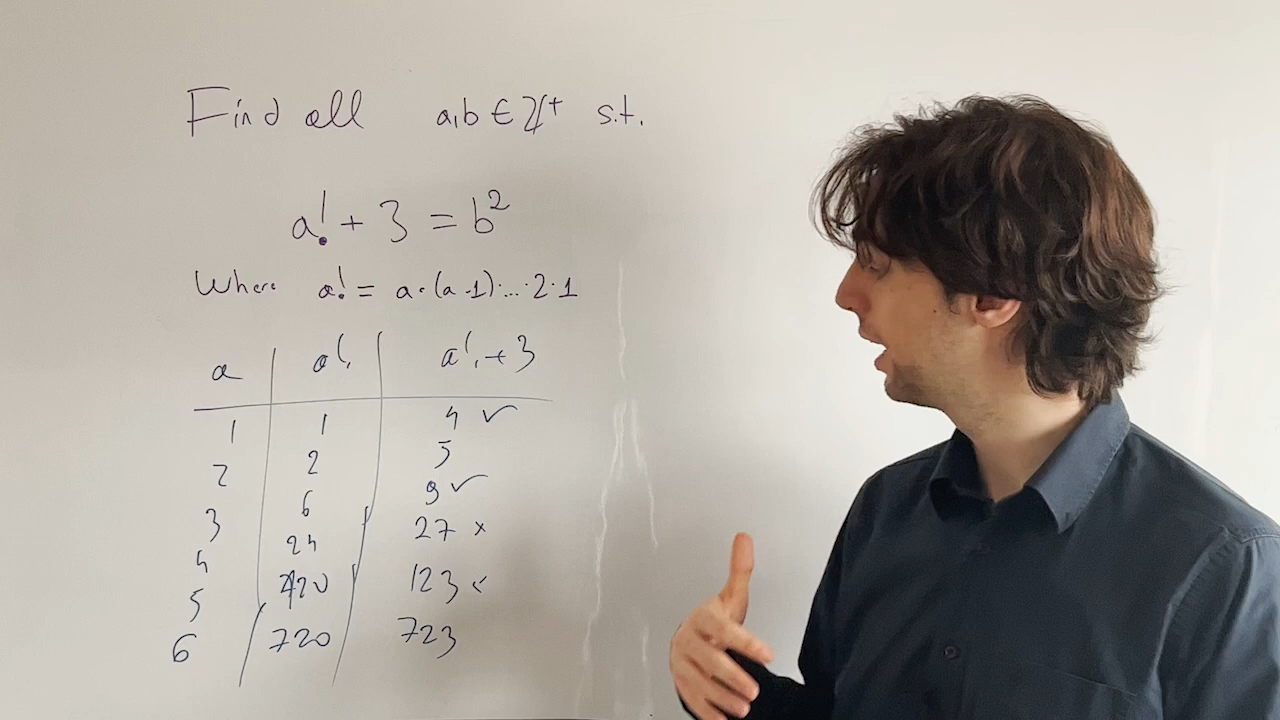 Find all a,b ∈ ℤ⁺ s.t.
a! + 3 = b²
Where a! = a·(a-1)·...·2·1
a a! a! + 3
1 1 4 ✓
2 2 5
3 6 9 ✓
4 24 27 ×
5 120 123 ×
6 720 723